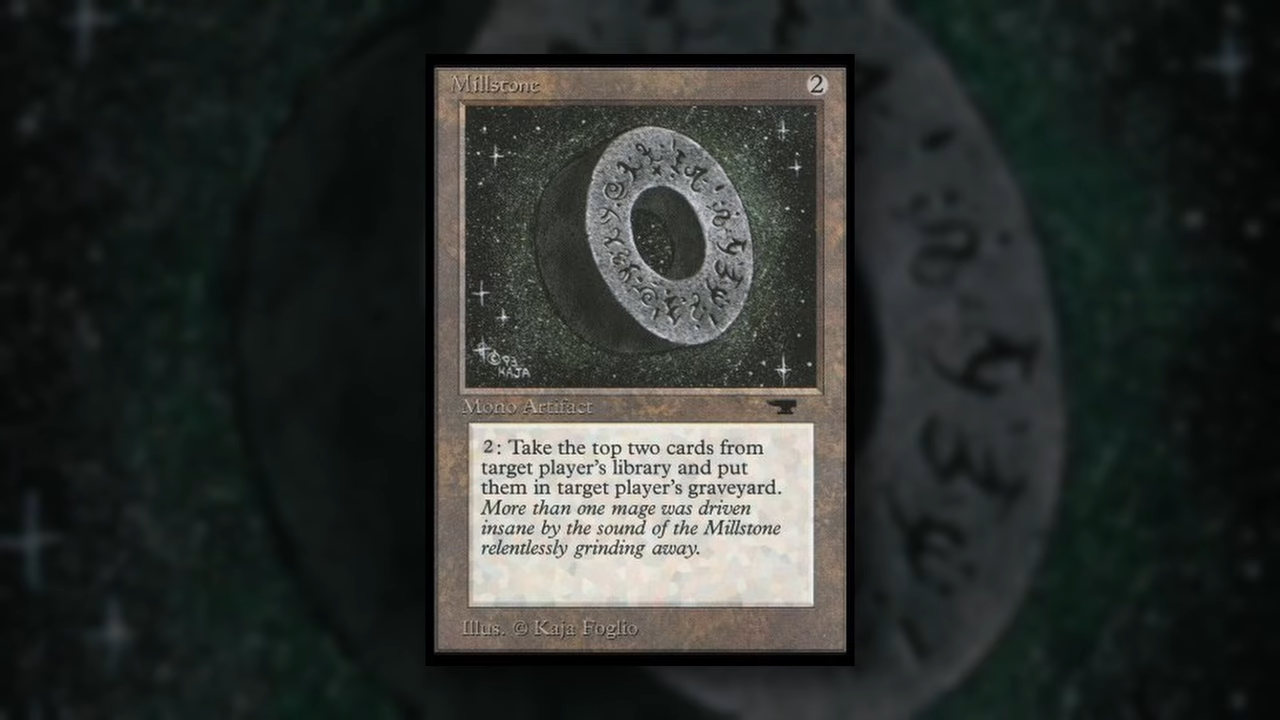 Millstone 2
© 93
KAJA
Mono Artifact
2: Take the top two cards from
target player's library and put
them in target player's graveyard.
More than one mage was driven
insane by the sound of the Millstone
relentlessly grinding away.
Illus. © Kaja Foglio